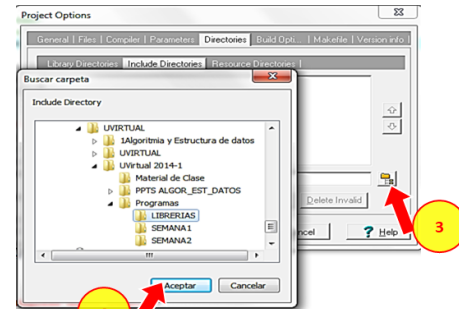 Project Options
General | Files | Compiler | Parameters Directories Build Opti... | Makefile | Version info
Library Directories Include Directories Resource Directories
Buscar carpeta
Include Directory
UVIRTUAL
1Algoritmia y Estructura de datos
UVIRTUAL
UVirtual 2014-1
Material de Clase
PPTS ALGOR_EST_DATOS
Programas
LIBRERIAS
SEMANA1
SEMANA2
Delete Invalid
ncel
? Help
3
Aceptar
Cancelar